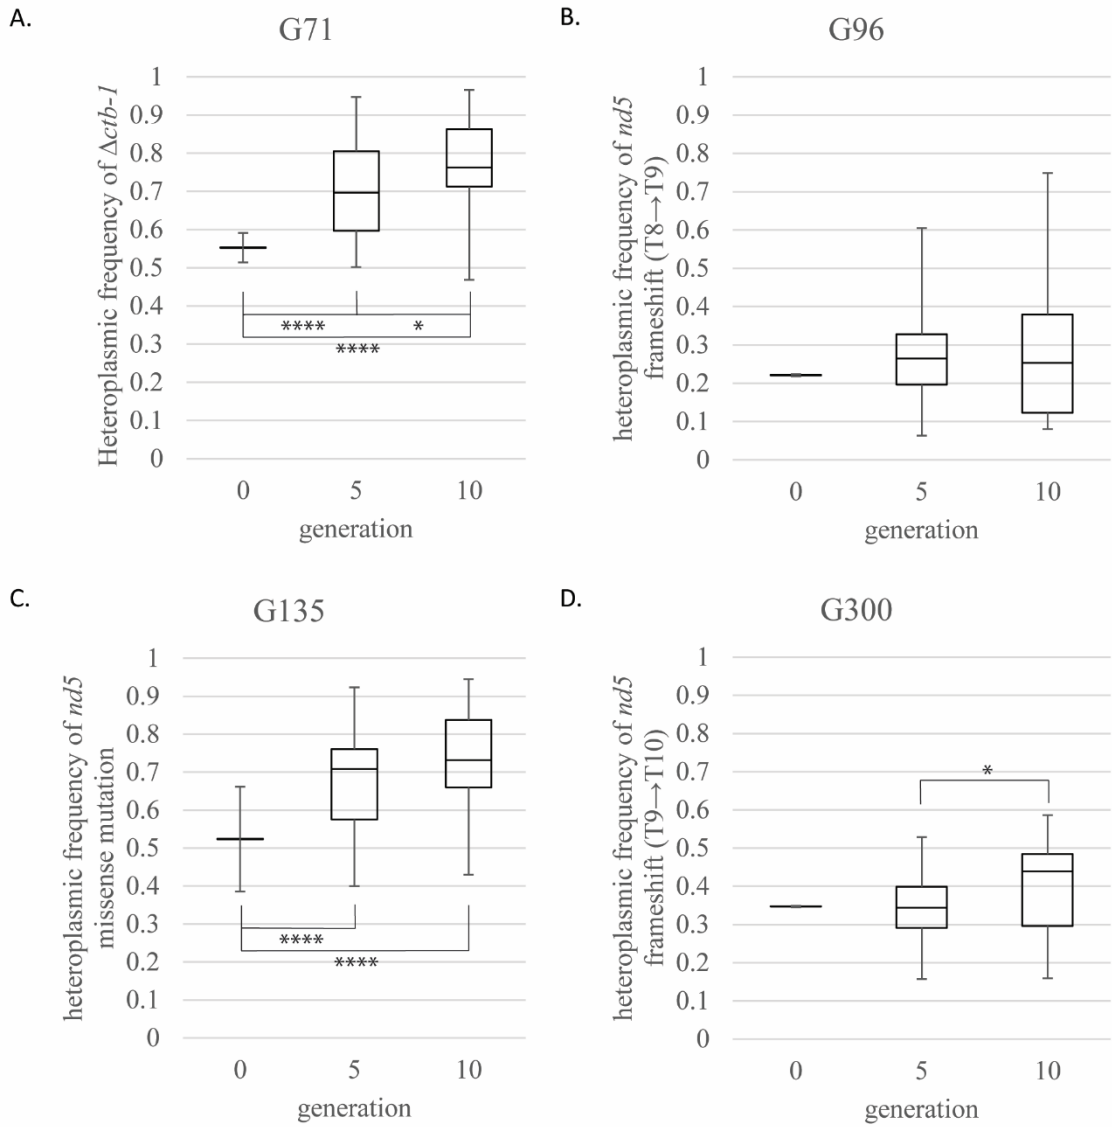 A.
G71
Heteroplasmic frequency of Δctb-1
1
0.9
0.8
0.7
0.6
0.5
0.4
0.3
0.2
0.1
0
****
*
****
0 5 10
generation
B.
G96
heteroplasmic frequency of nd5
frameshift (T8→T9)
1
0.9
0.8
0.7
0.6
0.5
0.4
0.3
0.2
0.1
0
0 5 10
generation
C.
G135
heteroplasmic frequency of nd5
missense mutation
1
0.9
0.8
0.7
0.6
0.5
0.4
0.3
0.2
0.1
0
****
****
0 5 10
generation
D.
G300
heteroplasmic frequency of nd5
frameshift (T9→T10)
1
0.9
0.8
0.7
0.6
0.5
0.4
0.3
0.2
0.1
0
*
0 5 10
generation